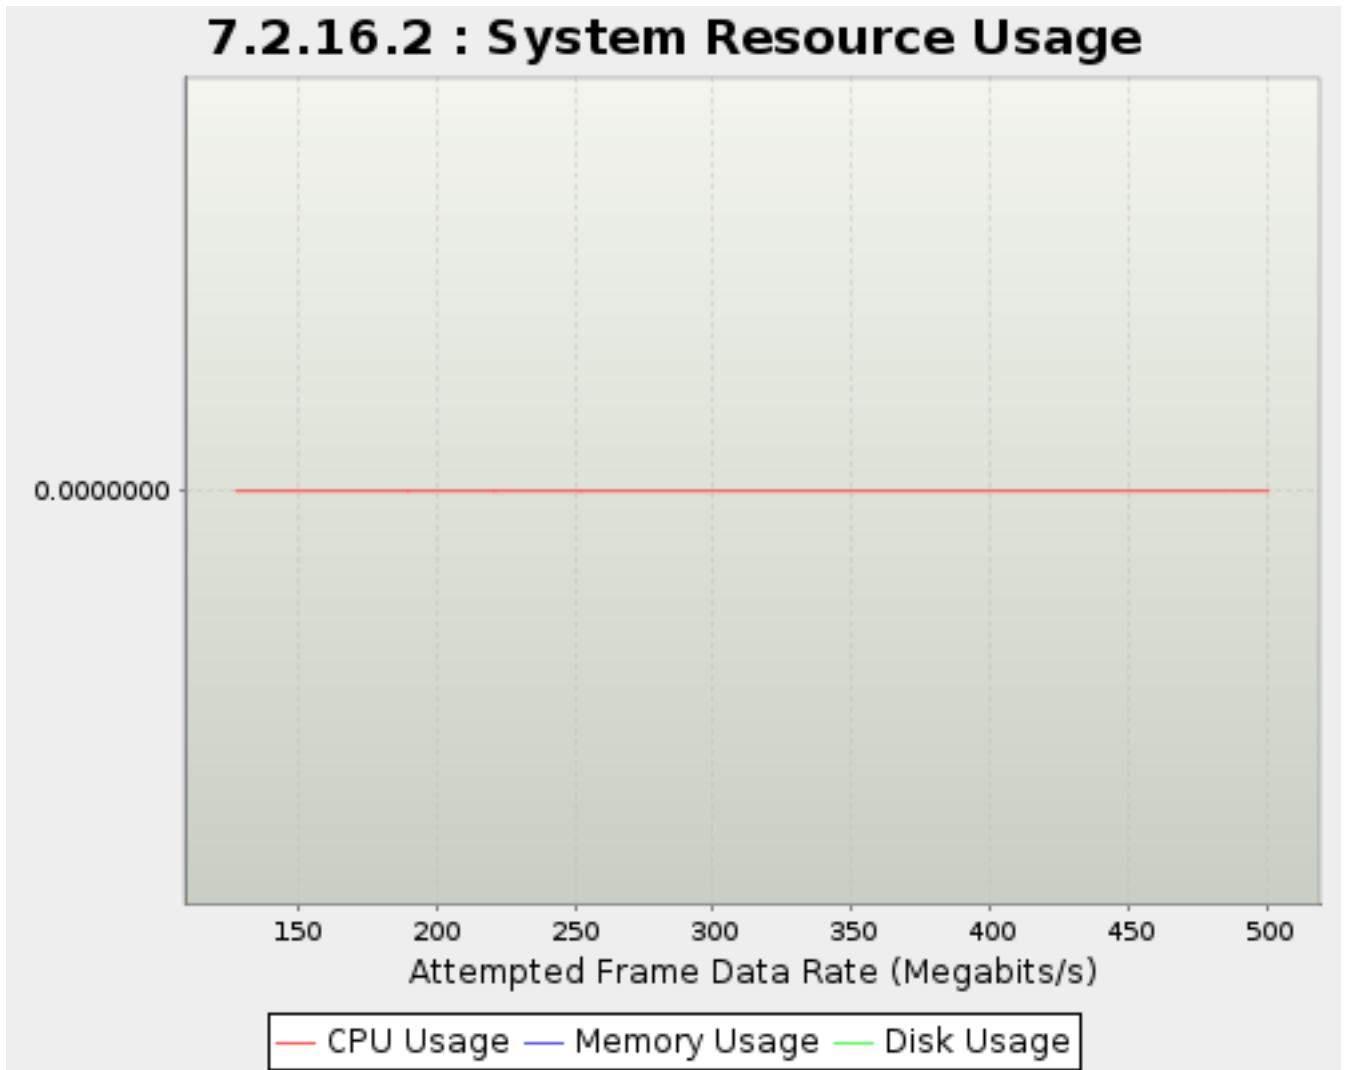 7.2.16.2 : System Resource Usage
0.0000000
150 200 250 300 350 400 450 500
Attempted Frame Data Rate (Megabits/s)
CPU Usage Memory Usage Disk Usage